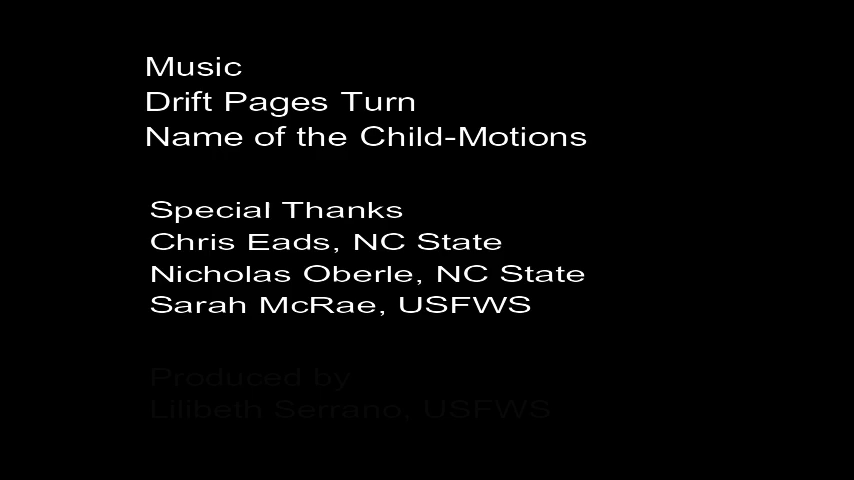 Music
Drift Pages Turn
Name of the Child-Motions
Special Thanks
Chris Eads, NC State
Nicholas Oberle, NC State
Sarah McRae, USFWS
Produced by
Lilibeth Serrano, USFWS